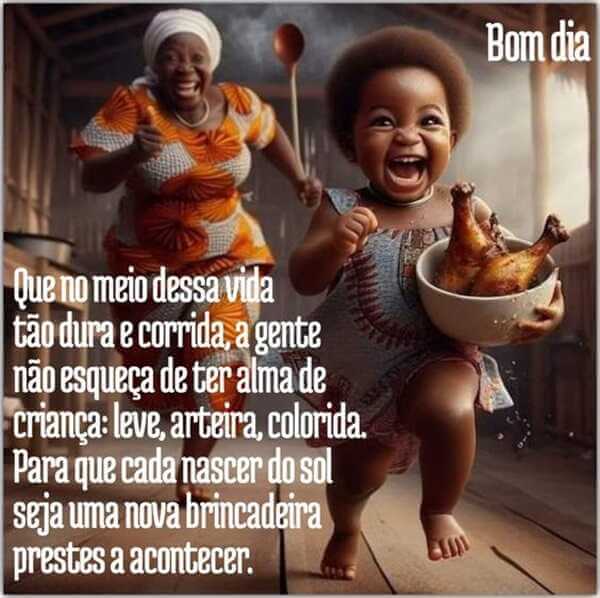 Bom dia
Que no meio dessa vida
tão dura e corrida, a gente
não esqueça de ter alma de
criança: leve, arteira, colorida.
Para que cada nascer do sol
seja uma nova brincadeira
prestes a acontecer.